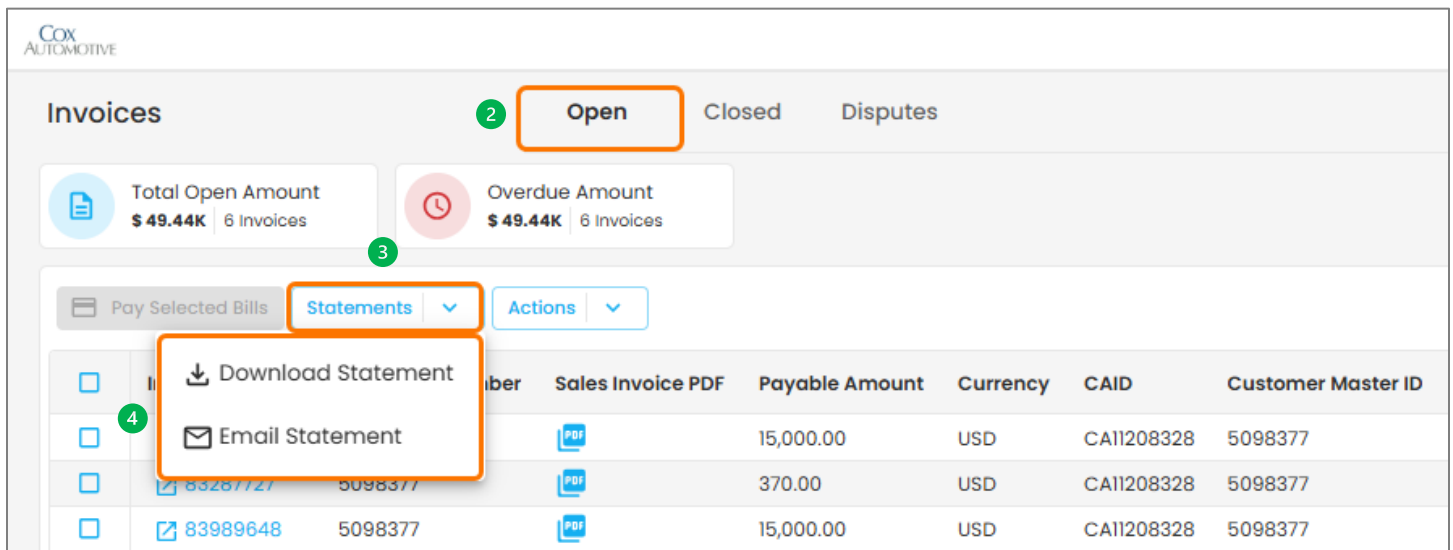 COX
AUTOMOTIVE
Invoices 2 Open Closed Disputes
Total Open Amount Overdue Amount
$ 49.44K 6 Invoices $ 49.44K 6 Invoices
3
Pay Selected Bills Statements Actions
Download Statement
Sales Invoice PDF Payable Amount Currency CAID Customer Master ID
4 Email Statement PDF 15,000.00 USD CA11208328 5098377
83287727 5098377 PDF 370.00 USD CA11208328 5098377
83989648 5098377 PDF 15,000.00 USD CA11208328 5098377